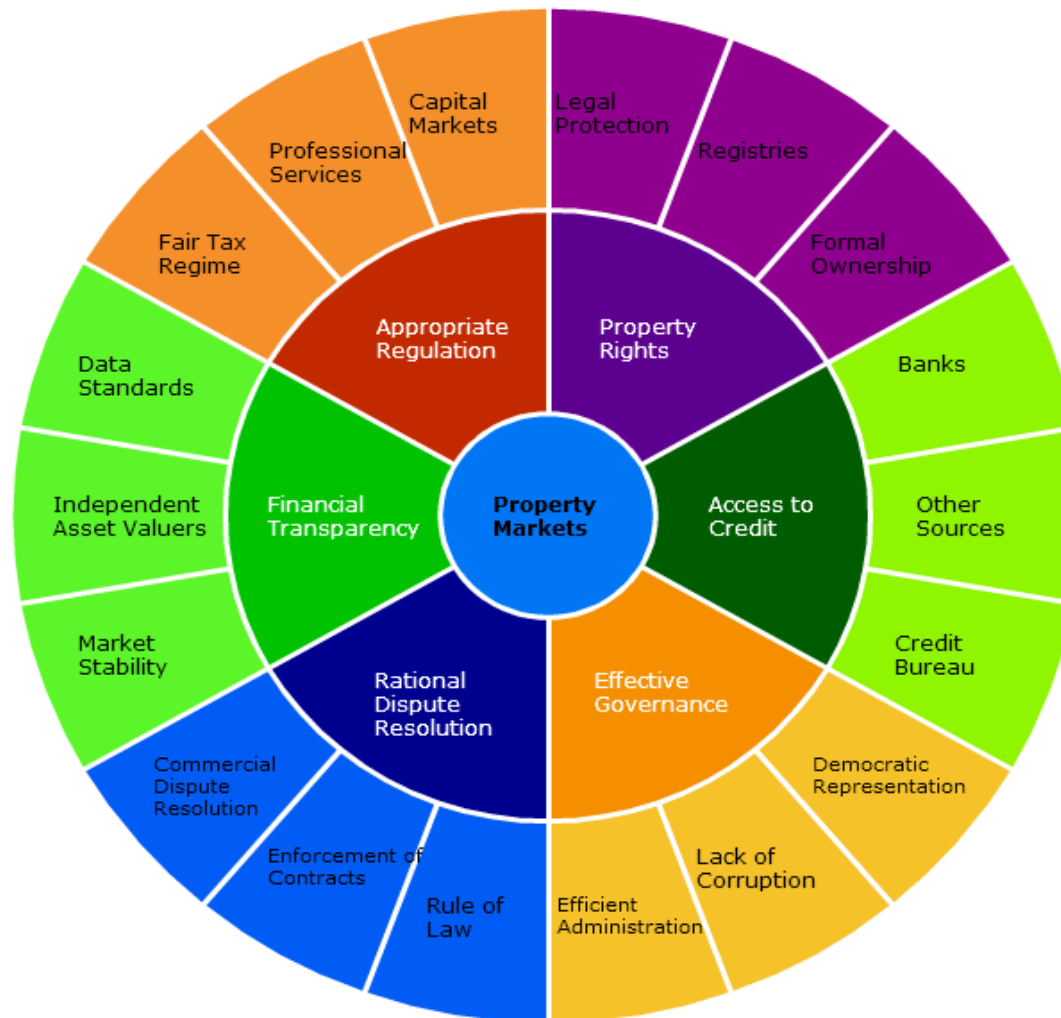 Capital
Markets
Legal
Protection
Professional
Services
Registries
Fair Tax
Regime
Formal
Ownership
Appropriate
Regulation
Property
Rights
Data
Standards
Banks
Independent
Asset Valuers
Financial
Transparency
Property
Markets
Access to
Credit
Other
Sources
Market
Stability
Credit
Bureau
Rational
Dispute
Resolution
Effective
Governance
Commercial
Dispute
Resolution
Democratic
Representation
Enforcement of
Contracts
Lack of
Corruption
Rule of
Law
Efficient
Administration